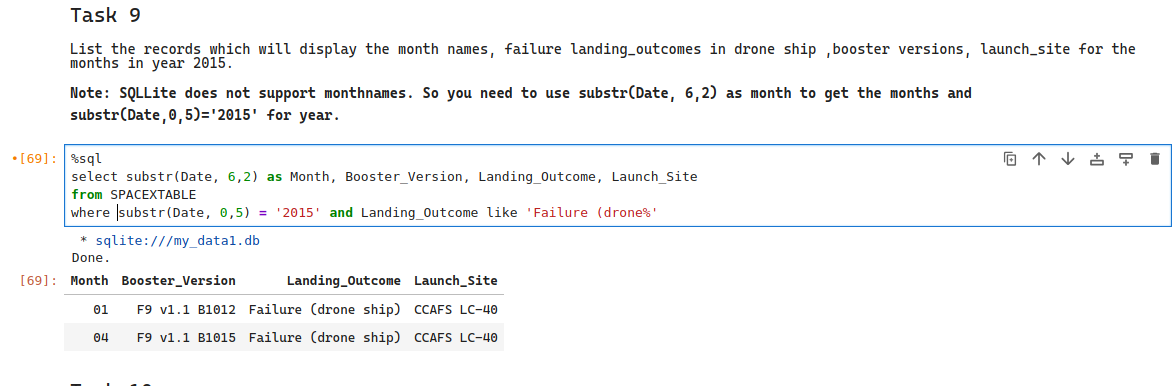 Task 9
List the records which will display the month names, failure landing_outcomes in drone ship ,booster versions, launch_site for the
months in year 2015.
Note: SQLLite does not support monthnames. So you need to use substr(Date, 6,2) as month to get the months and
substr(Date,0,5)='2015' for year.
•[69]: %sql
select substr(Date, 6,2) as Month, Booster_Version, Landing_Outcome, Launch_Site
from SPACEXTABLE
where substr(Date, 0,5) = '2015' and Landing_Outcome like 'Failure (drone%'
* sqlite:///my_data1.db
Done.
[69]: Month Booster_Version Landing_Outcome Launch_Site
01 F9 v1.1 B1012 Failure (drone ship) CCAFS LC-40
04 F9 v1.1 B1015 Failure (drone ship) CCAFS LC-40